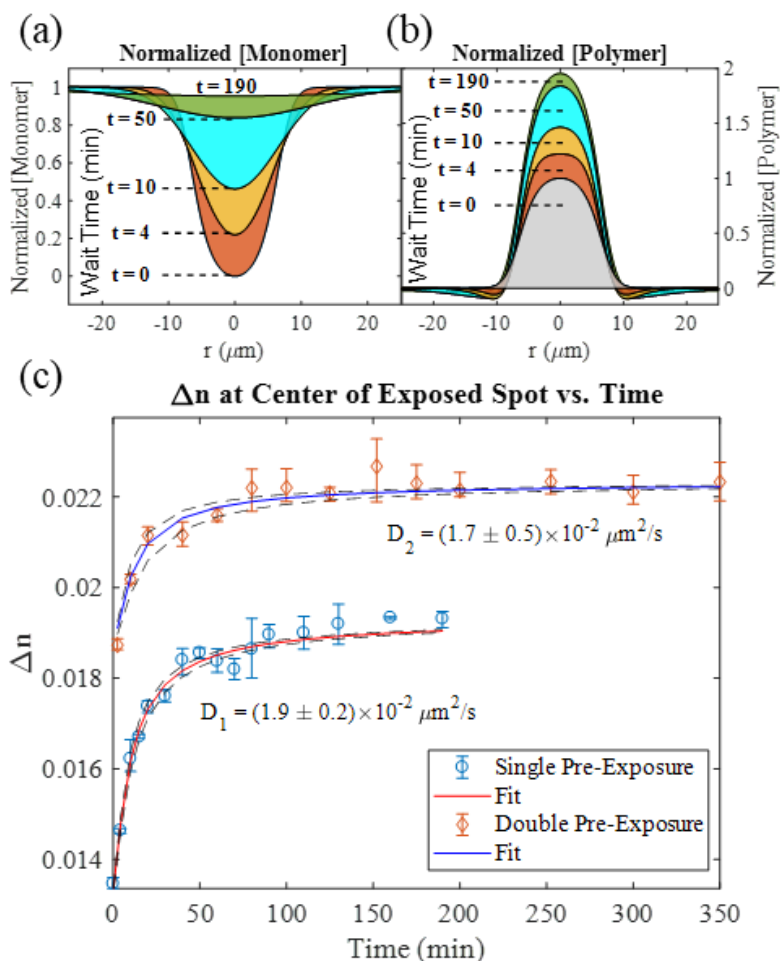 (a)
Normalized [Monomer]
Normalized [Monomer]
1
0.8
0.6
0.4
0.2
0
Wait Time (min)
t = 190
t = 50
t = 10
t = 4
t = 0
-20
-10
0
10
20
r (μm)
(b)
Normalized [Polymer]
Wait Time (min)
t = 190
t = 50
t = 10
t = 4
t = 0
2
1.5
1
0.5
0
Normalized [Polymer]
-20
-10
0
10
20
r (μm)
(c)
Δn at Center of Exposed Spot vs. Time
Δn
0.022
0.02
0.018
0.016
0.014
D₂ = (1.7 ± 0.5)×10⁻² μm²/s
D₁ = (1.9 ± 0.2)×10⁻² μm²/s
Single Pre-Exposure
Fit
Double Pre-Exposure
Fit
0
50
100
150
200
250
300
350
Time (min)